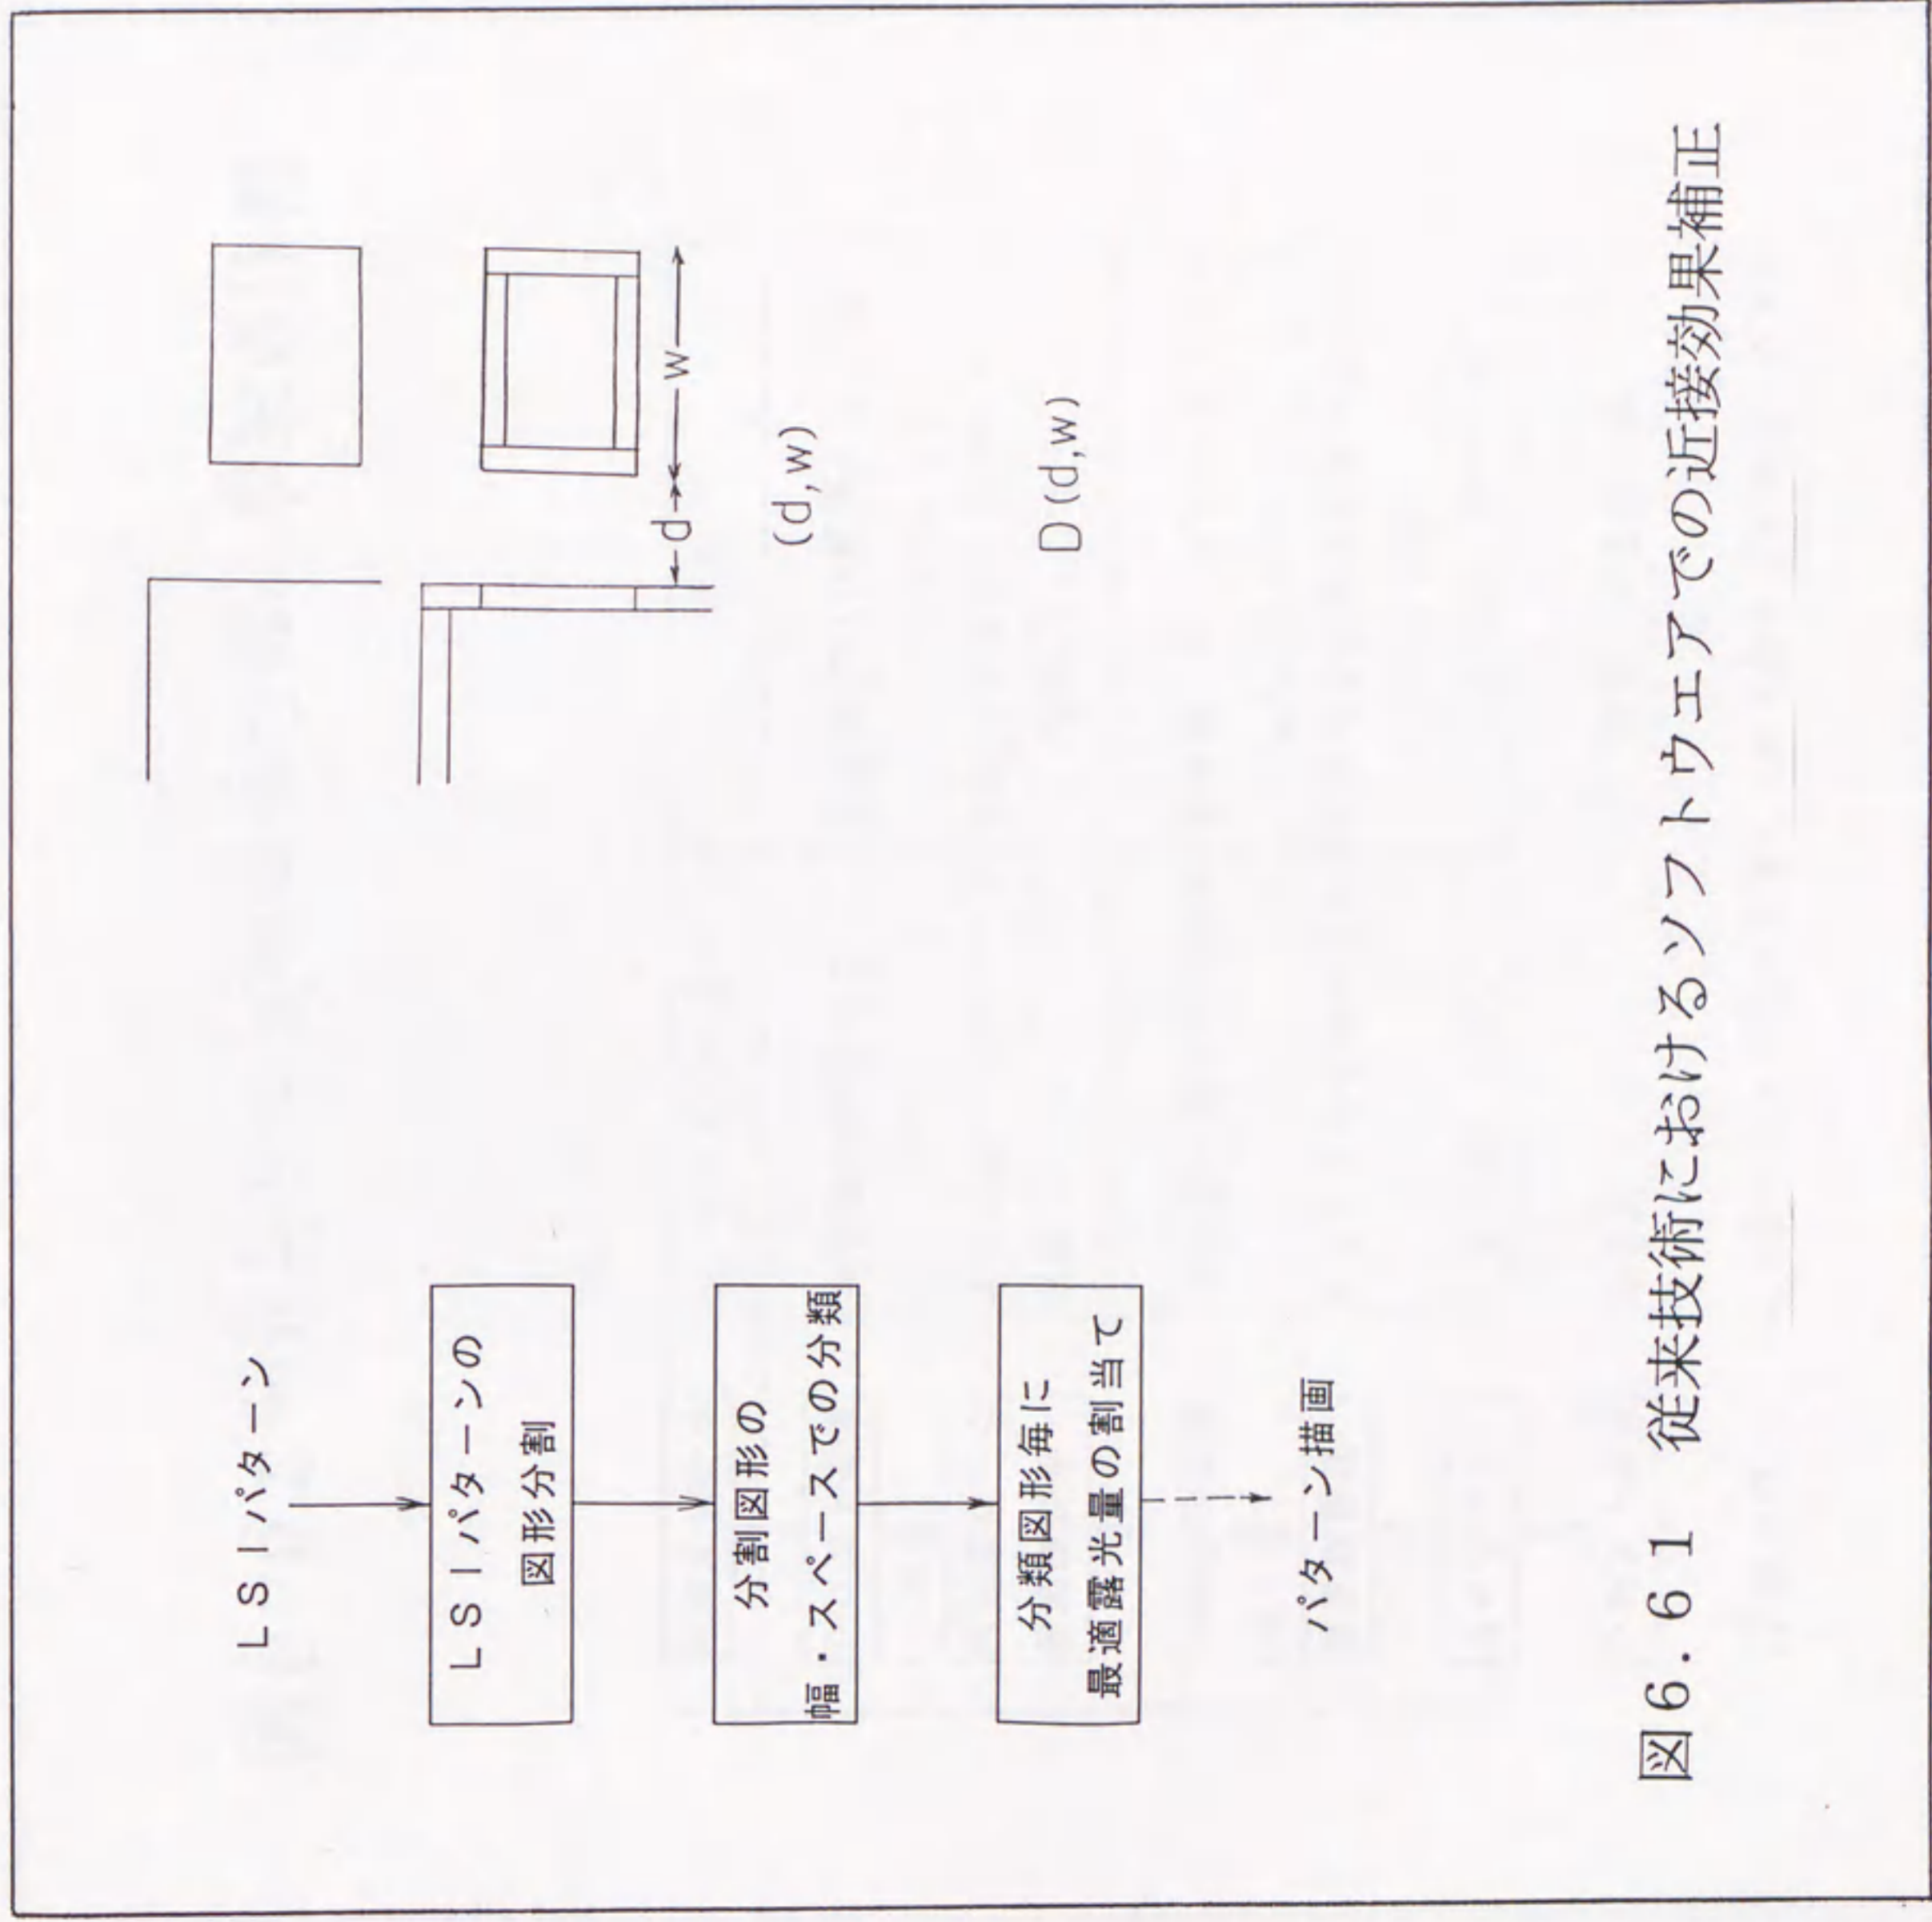 LSIパターン
LSIパターンの
図形分割
分割図形の
幅・スペースでの分類
分類図形毎に
最適露光量の割当て
パターン描画
d
w
(d,w)
D(d,w)
図6.61 従来技術におけるソフトウエアでの近接効果補正